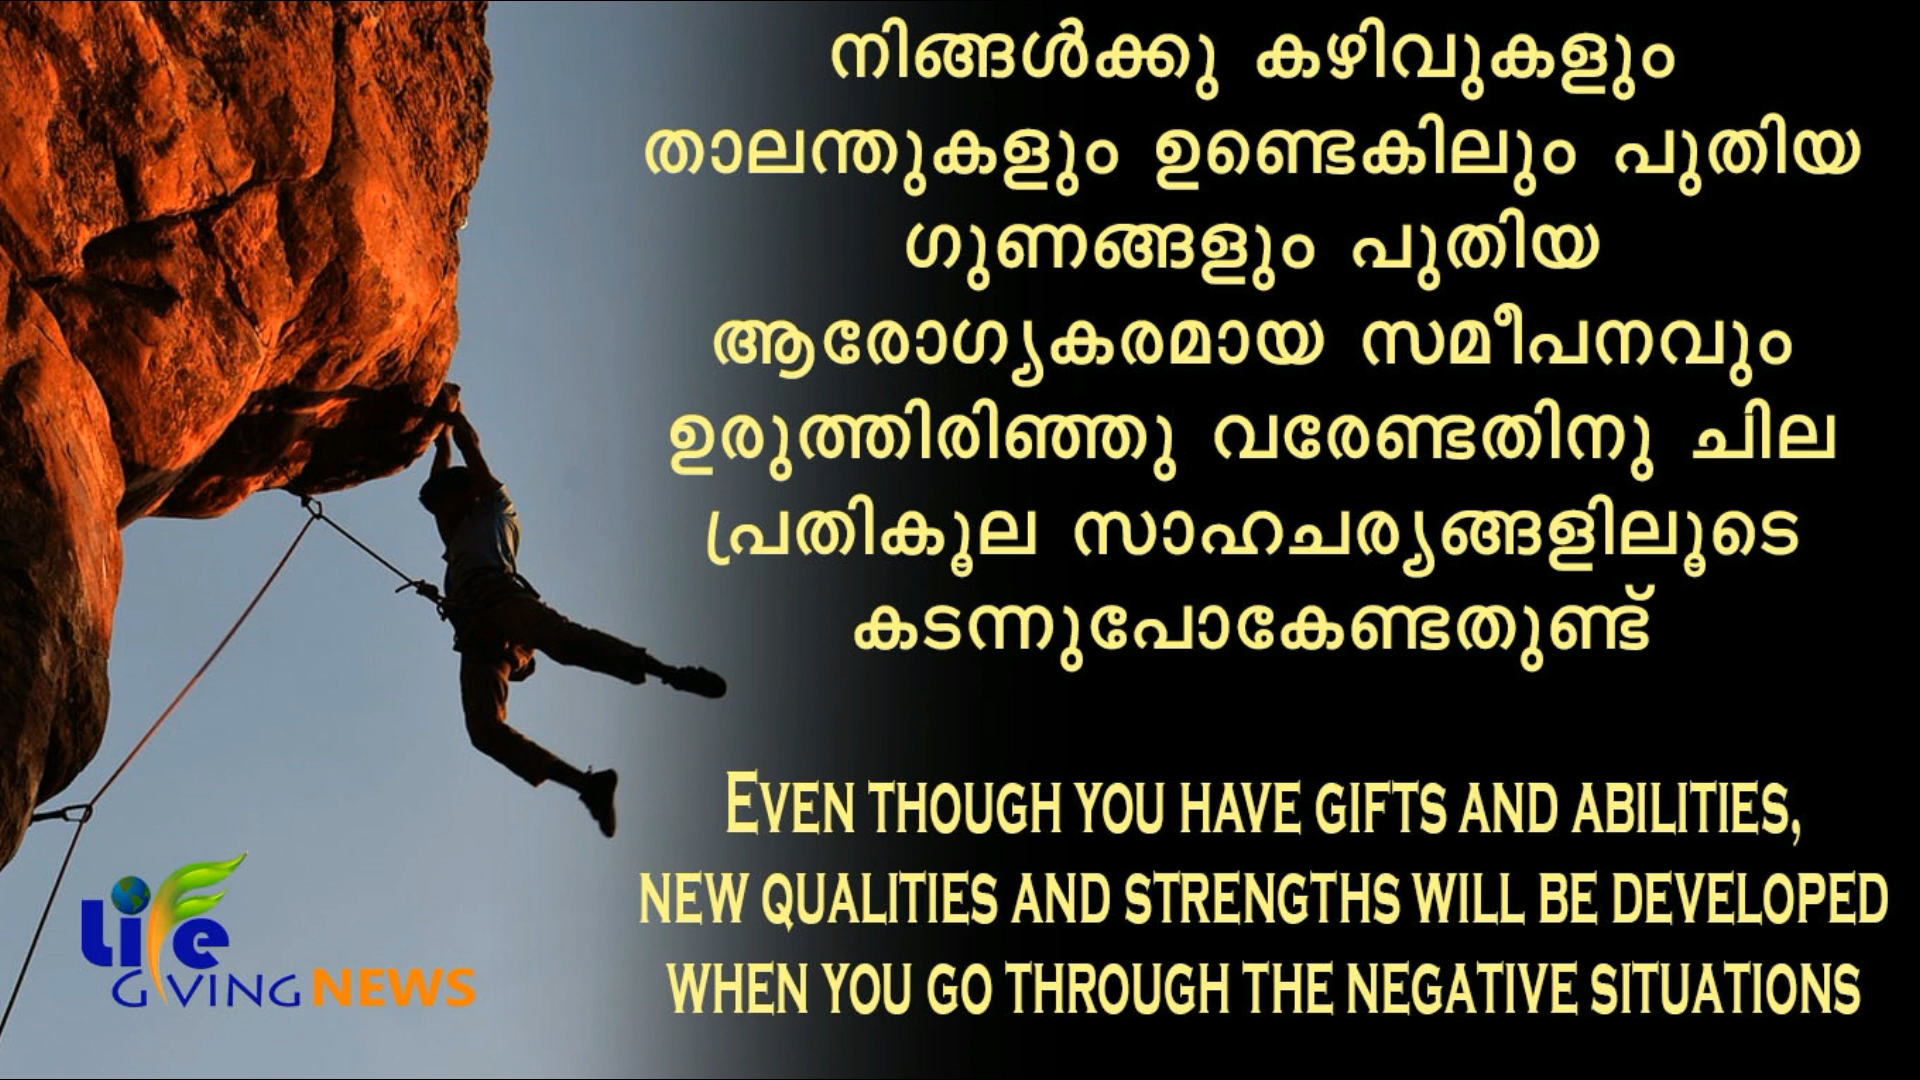 നിങ്ങൾക്കു കഴിവുകളും
താലന്തുകളും ഉണ്ടെകിലും പുതിയ
ഗുണങ്ങളും പുതിയ
ആരോഗ്യകരമായ സമീപനവും
ഉരുത്തിരിഞ്ഞു വരേണ്ടതിനു ചില
പ്രതികൂല സാഹചര്യങ്ങളിലൂടെ
കടന്നുപോകേണ്ടതുണ്ട്
EVEN THOUGH YOU HAVE GIFTS AND ABILITIES,
NEW QUALITIES AND STRENGTHS WILL BE DEVELOPED
WHEN YOU GO THROUGH THE NEGATIVE SITUATIONS
Life
GIVING NEWS